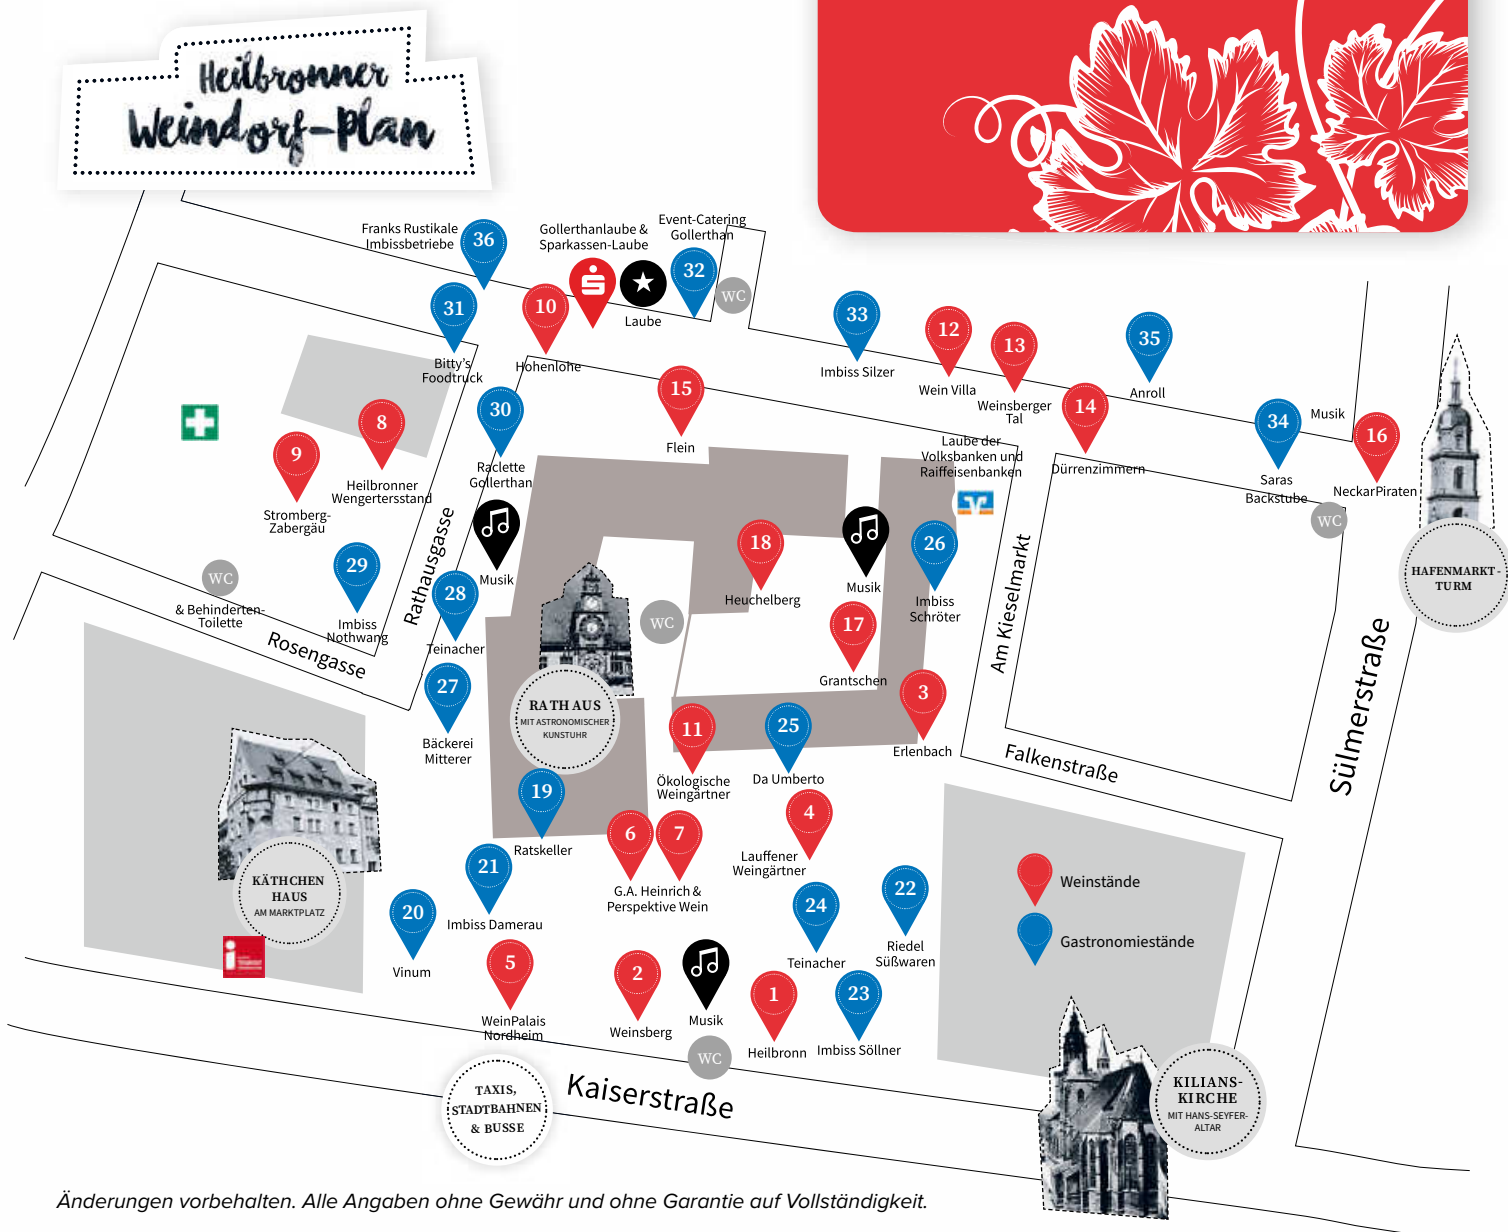 Heilbronner
Weindorf-Plan
Franks Rustikale
Imbissbetriebe
36
Gollerthanlaube &
Sparkassen-Laube
Laube
Event-Catering
Gollerthan
32
WC
31
Bitty's
Foodtruck
10
Hohenlohe
33
Imbiss Silzer
12
Wein Villa
13
Weinsberger
Tal
35
Anroll
14
Dürrenzimmern
34
Saras
Backstube
Musik
16
NeckarPiraten
WC
15
Flein
30
Raclette
Gollerthan
8
Heilbronner
Wengertersstand
9
Stromberg-
Zabergäu
Laube der
Volksbanken und
Raiffeisenbanken
HAFENMARKT-
TURM
Musik
18
Heuchelberg
Musik
26
Imbiss
Schröter
29
Imbiss
Nothwang
WC
& Behinderten-
Toilette
28
Teinacher
WC
17
Grantschen
Rathausgasse
Rosengasse
Am Kieselmarkt
Falkenstraße
Sülmerstraße
27
Bäckerei
Mitterer
RATHAUS
MIT ASTRONOMISCHER
KUNSTUHR
11
Ökologische
Weingärtner
25
Da Umberto
3
Erlenbach
19
Ratskeller
6
7
G.A. Heinrich &
Perspektive Wein
4
Lauffener
Weingärtner
21
Imbiss Damerau
20
Vinum
KÄTHCHEN
HAUS
AM MARKTPLATZ
i
24
Teinacher
22
Riedel
Süßwaren
Weinstände
Gastronomiestände
5
WeinPalais
Nordheim
2
Weinsberg
Musik
WC
1
Heilbronn
23
Imbiss Söllner
TAXIS,
STADTBAHNEN
& BUSSE
Kaiserstraße
KILIANS-
KIRCHE
MIT HANS-SEYFER-
ALTAR
Änderungen vorbehalten. Alle Angaben ohne Gewähr und ohne Garantie auf Vollständigkeit.